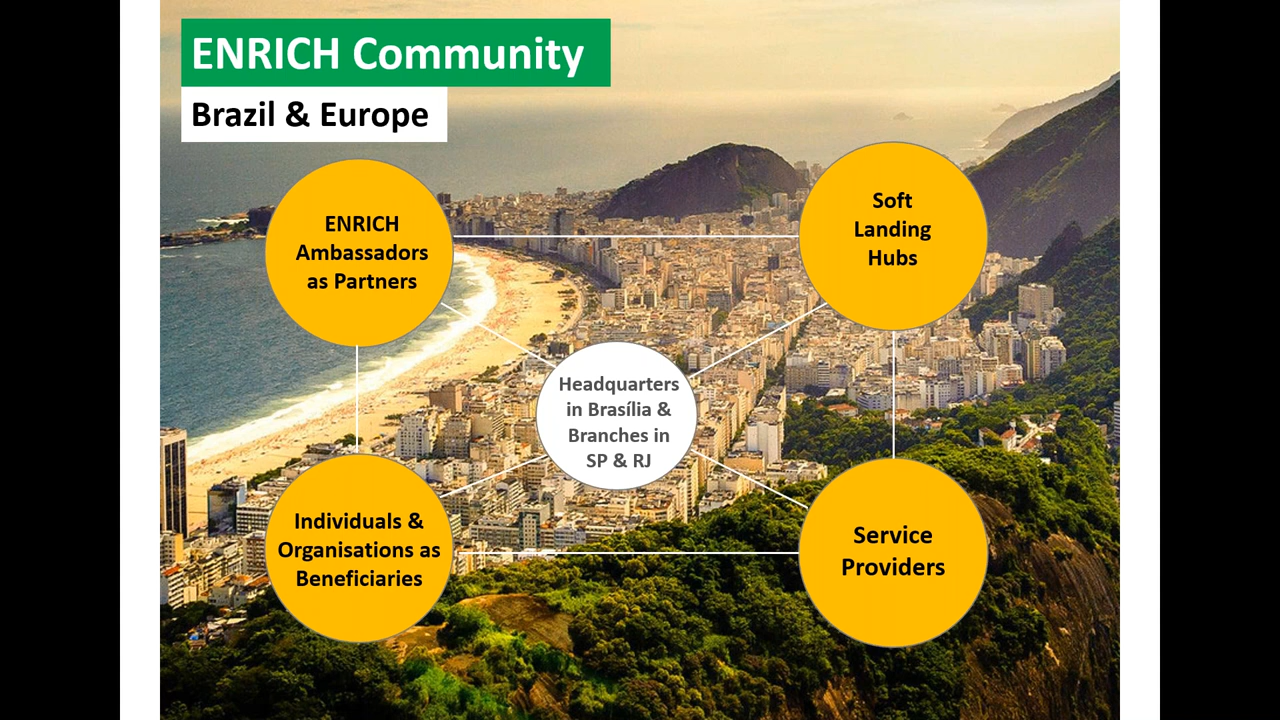 ENRICH Community
Brazil & Europe
ENRICH
Ambassadors
as Partners
Soft
Landing
Hubs
Headquarters
in Brasília &
Branches in
SP & RJ
Individuals &
Organisations as
Beneficiaries
Service
Providers